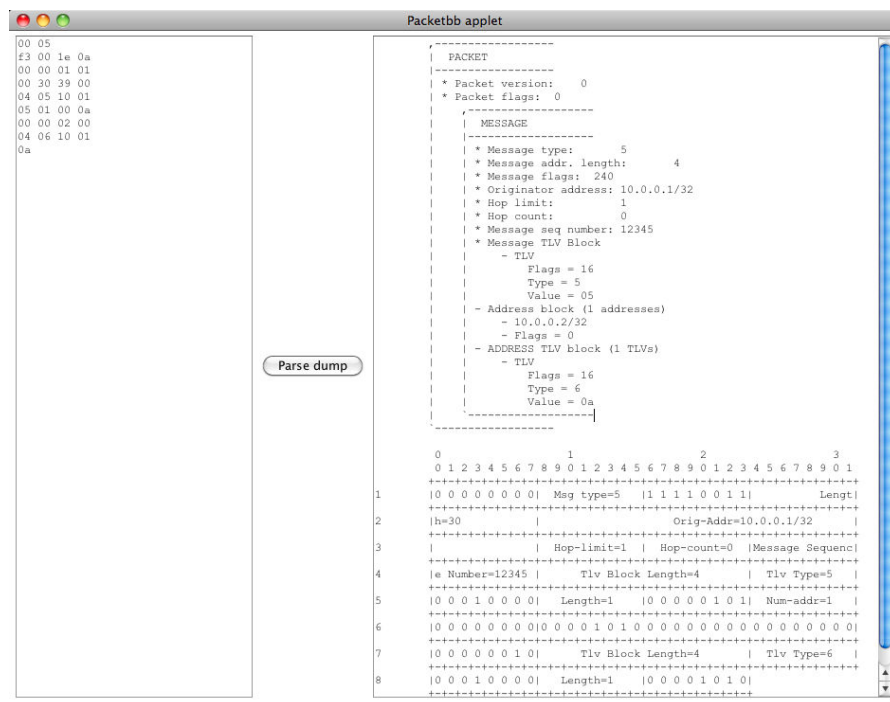 Packetbb applet
00 05
f3 00 1e 0a
00 00 01 01
00 30 39 00
04 05 10 01
05 01 00 0a
00 00 02 00
04 06 10 01
0a
Parse dump
,------------------
| PACKET
|------------------
| * Packet version: 0
| * Packet flags: 0
| ,-------------------
| | MESSAGE
| |-------------------
| | * Message type: 5
| | * Message addr. length: 4
| | * Message flags: 240
| | * Originator address: 10.0.0.1/32
| | * Hop limit: 1
| | * Hop count: 0
| | * Message seq number: 12345
| | * Message TLV Block
| | - TLV
| | Flags = 16
| | Type = 5
| | Value = 05
| | - Address block (1 addresses)
| | - 10.0.0.2/32
| | - Flags = 0
| | - ADDRESS TLV block (1 TLVs)
| | - TLV
| | Flags = 16
| | Type = 6
| | Value = 0a
| `-------------------
`------------------
0 1 2 3
0 1 2 3 4 5 6 7 8 9 0 1 2 3 4 5 6 7 8 9 0 1 2 3 4 5 6 7 8 9 0 1
+-+-+-+-+-+-+-+-+-+-+-+-+-+-+-+-+-+-+-+-+-+-+-+-+-+-+-+-+-+-+-+-+
1 |0 0 0 0 0 0 0 0| Msg type=5 |1 1 1 1 0 0 1 1| Lengt|
+-+-+-+-+-+-+-+-+-+-+-+-+-+-+-+-+-+-+-+-+-+-+-+-+-+-+-+-+-+-+-+-+
2 |h=30 | Orig-Addr=10.0.0.1/32 |
+-+-+-+-+-+-+-+-+-+-+-+-+-+-+-+-+-+-+-+-+-+-+-+-+-+-+-+-+-+-+-+-+
3 | | Hop-limit=1 | Hop-count=0 |Message Sequenc|
+-+-+-+-+-+-+-+-+-+-+-+-+-+-+-+-+-+-+-+-+-+-+-+-+-+-+-+-+-+-+-+-+
4 |e Number=12345 | Tlv Block Length=4 | Tlv Type=5 |
+-+-+-+-+-+-+-+-+-+-+-+-+-+-+-+-+-+-+-+-+-+-+-+-+-+-+-+-+-+-+-+-+
5 |0 0 0 1 0 0 0 0| Length=1 |0 0 0 0 0 1 0 1| Num-addr=1 |
+-+-+-+-+-+-+-+-+-+-+-+-+-+-+-+-+-+-+-+-+-+-+-+-+-+-+-+-+-+-+-+-+
6 |0 0 0 0 0 0 0 0|0 0 0 0 1 0 1 0 0 0 0 0 0 0 0 0 0 0 0 0 0 0 0 0|
+-+-+-+-+-+-+-+-+-+-+-+-+-+-+-+-+-+-+-+-+-+-+-+-+-+-+-+-+-+-+-+-+
7 |0 0 0 0 0 0 1 0| Tlv Block Length=4 | Tlv Type=6 |
+-+-+-+-+-+-+-+-+-+-+-+-+-+-+-+-+-+-+-+-+-+-+-+-+-+-+-+-+-+-+-+-+
8 |0 0 0 1 0 0 0 0| Length=1 |0 0 0 0 1 0 1 0|
+-+-+-+-+-+-+-+-+-+-+-+-+-+-+-+-+-+-+-+-+-+-+-+-+